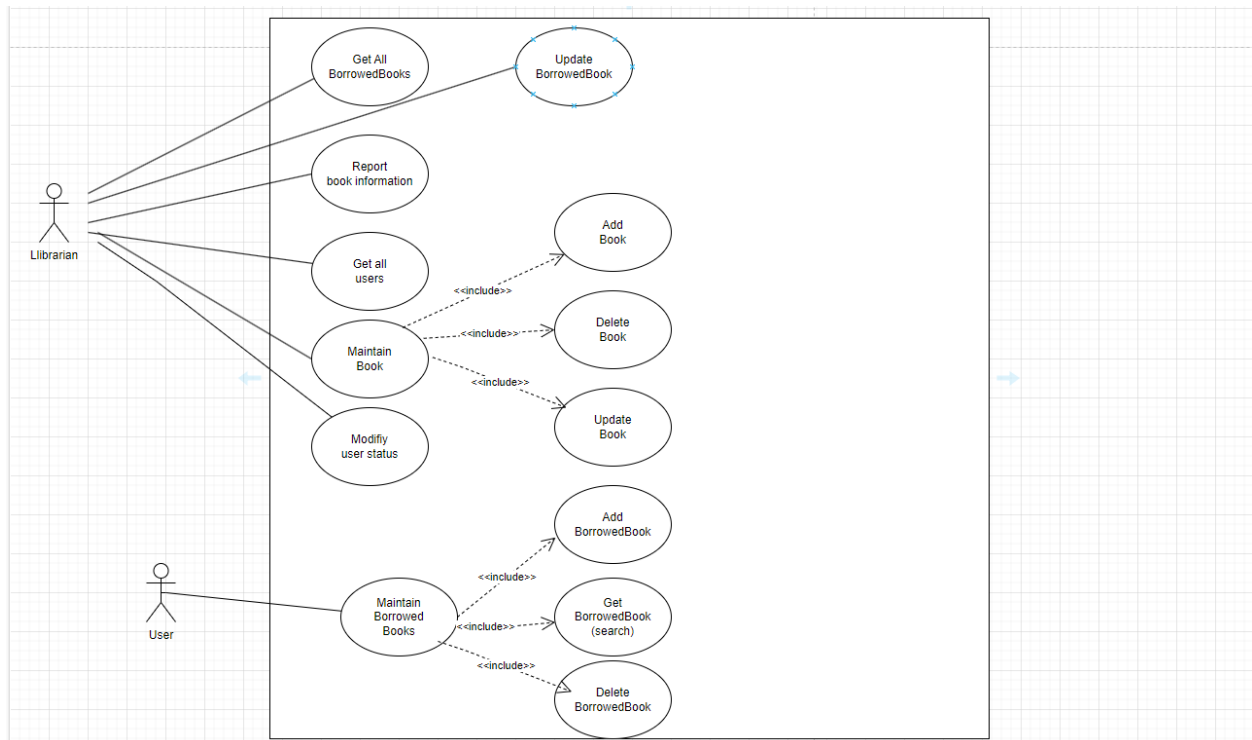 Get All
BorrowedBooks
Update
BorrowedBook
Report
book information
Llibrarian
Get all
users
Add
Book
<<include>>
Delete
Book
<<include>>
Maintain
Book
<<include>>
Update
Book
Modifiy
user status
Add
BorrowedBook
<<include>>
User
Maintain
Borrowed
Books
<<include>>
Get
BorrowedBook
(search)
<<include>>
Delete
BorrowedBook